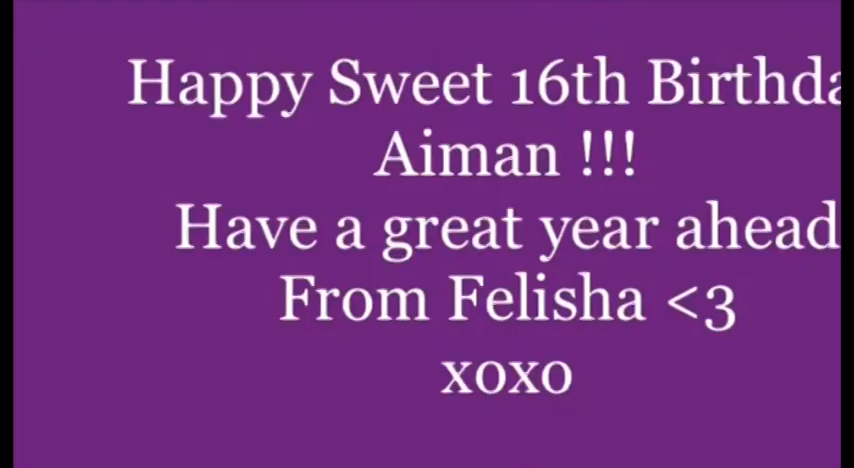 Happy Sweet 16th Birthda
Aiman !!!
Have a great year ahead
From Felisha <3
xoxo